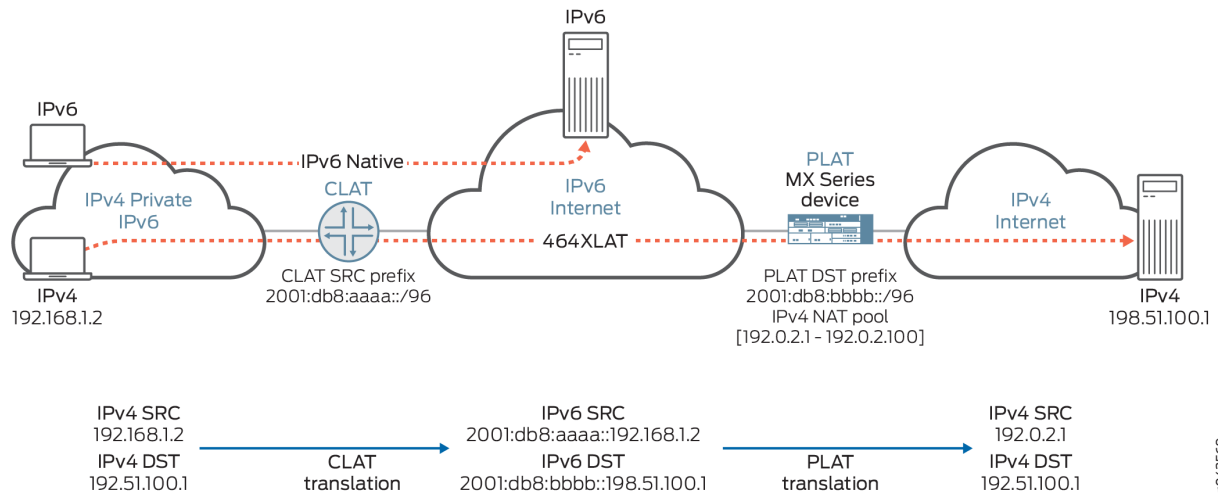 IPv6
IPv6
IPv6 Native
IPv4 Private
IPv6
CLAT
IPv6
Internet
464XLAT
PLAT
MX Series
device
IPv4
Internet
CLAT SRC prefix
2001:db8:aaaa::/96
PLAT DST prefix
2001:db8:bbbb::/96
IPv4 NAT pool
[192.0.2.1 - 192.0.2.100]
IPv4
192.168.1.2
IPv4
198.51.100.1
IPv4 SRC
192.168.1.2
IPv4 DST
192.51.100.1
CLAT
translation
IPv6 SRC
2001:db8:aaaa::192.168.1.2
IPv6 DST
2001:db8:bbbb::198.51.100.1
PLAT
translation
IPv4 SRC
192.0.2.1
IPv4 DST
192.51.100.1